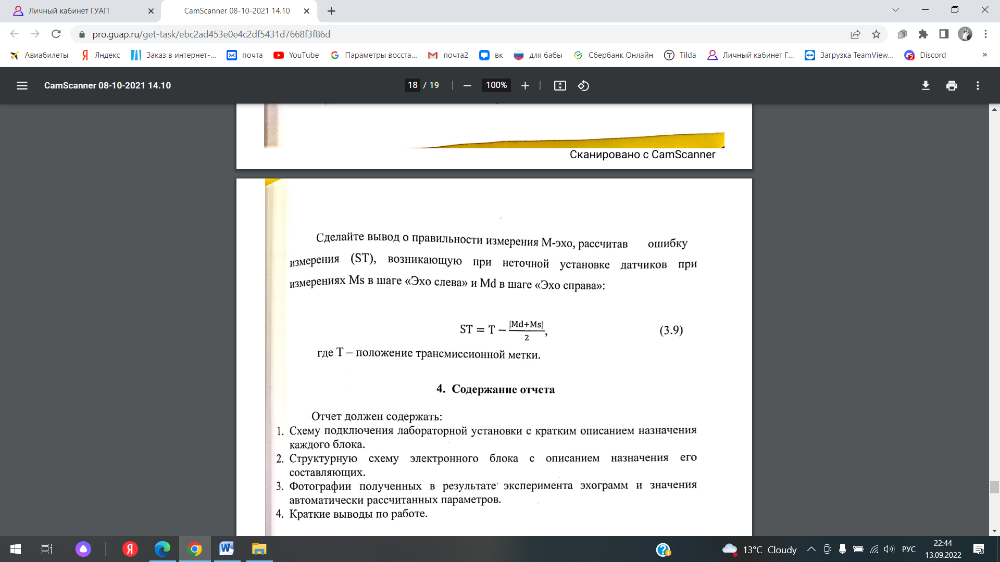 Личный кабинет ГУАП
CamScanner 08-10-2021 14.10
pro.guap.ru/get-task/ebc2ad453e0e4c2df5431d7668f3f86d
Авиабилеты
Яндекс
Заказ в интернет-...
почта
YouTube
Параметры восста...
почта2
вк
для бабы
Сбербанк Онлайн
Tilda
Личный кабинет Г...
Загрузка TeamView...
2
Discord
»
CamScanner 08-10-2021 14.10
18 / 19
100%
Сканировано с CamScanner
Сделайте вывод о правильности измерения М-эхо, рассчитав ошибку
измерения (ST), возникающую при неточной установке датчиков при
измерениях Ms в шаге «Эхо слева» и Md в шаге «Эхо справа»:
ST = T − |Md+Ms|/2, (3.9)
где T – положение трансмиссионной метки.
4. Содержание отчета
Отчет должен содержать:
1. Схему подключения лабораторной установки с кратким описанием назначения
каждого блока.
2. Структурную схему электронного блока с описанием назначения его
составляющих.
3. Фотографии полученных в результате эксперимента эхограмм и значения
автоматически рассчитанных параметров.
4. Краткие выводы по работе.
13°C Cloudy
РУС
22:44
13.09.2022